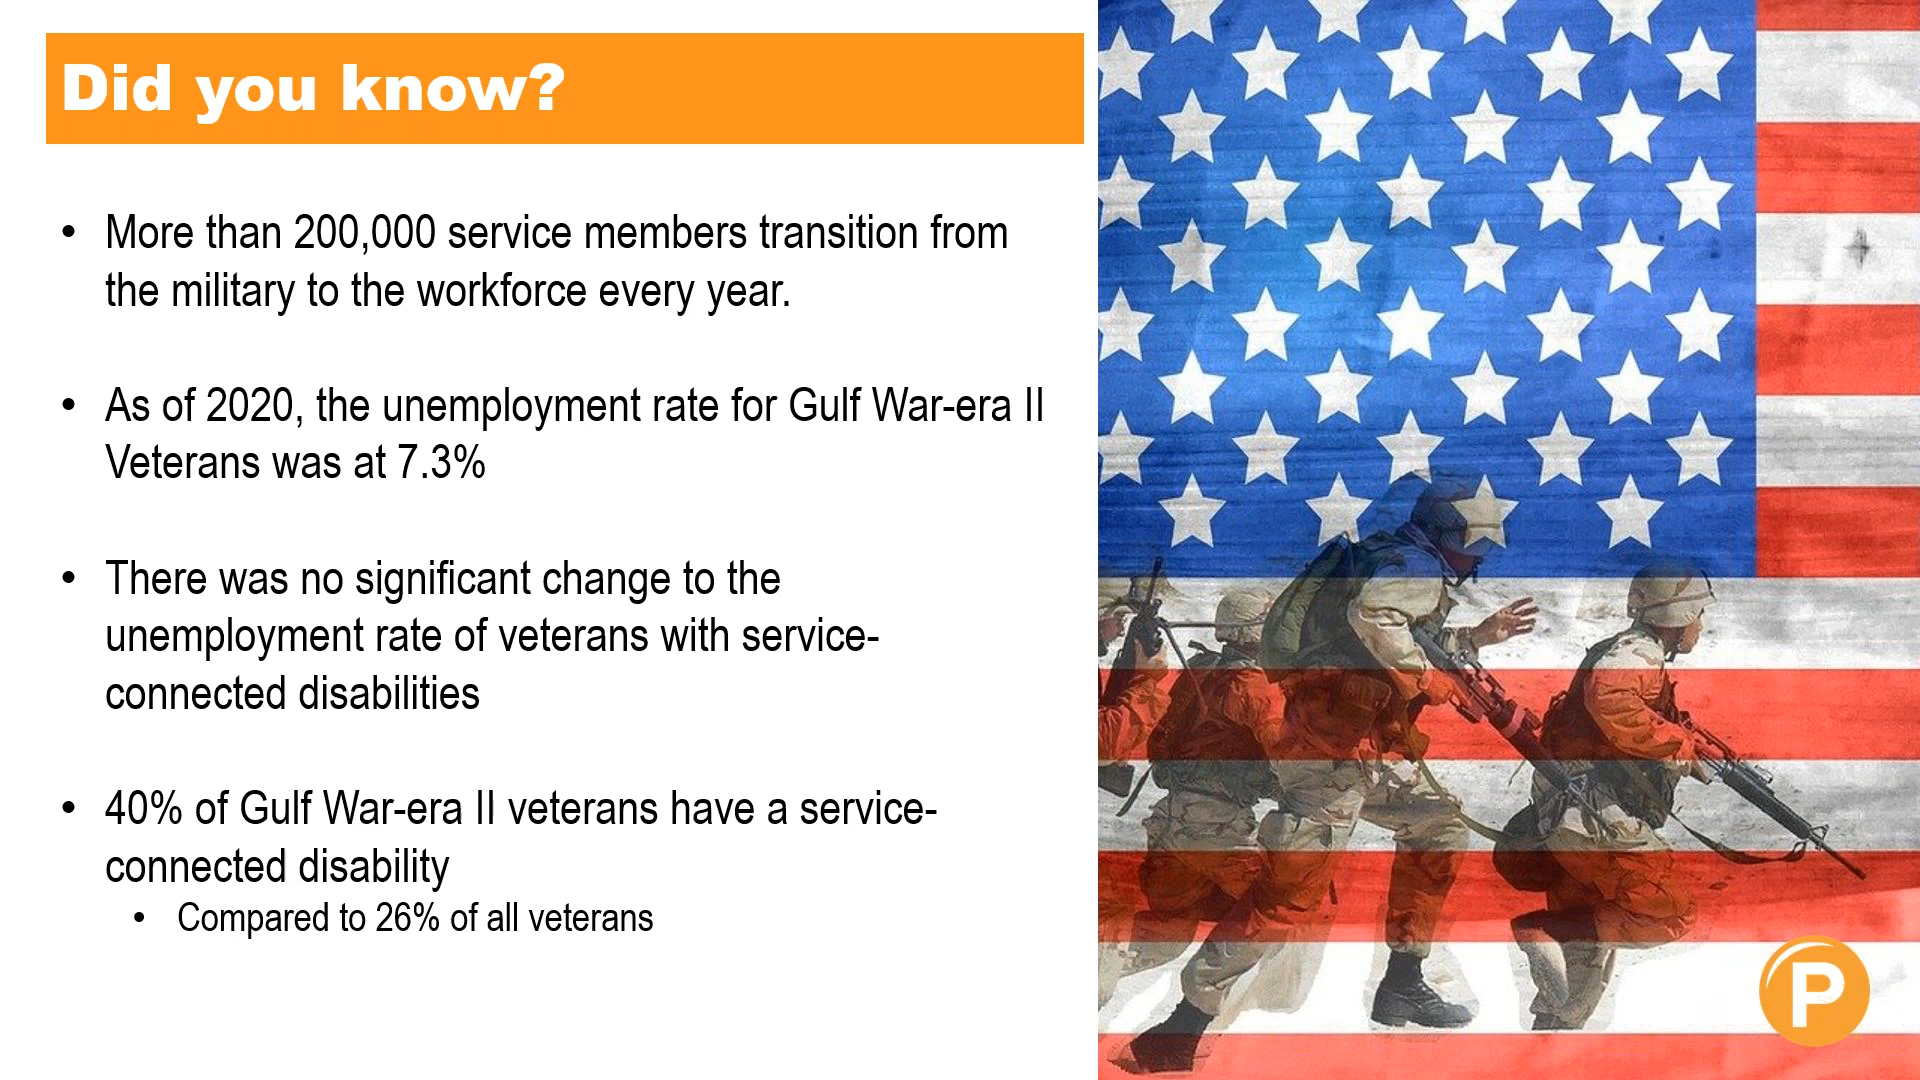 Did you know?
• More than 200,000 service members transition from
the military to the workforce every year.
• As of 2020, the unemployment rate for Gulf War-era II
Veterans was at 7.3%
• There was no significant change to the
unemployment rate of veterans with service-
connected disabilities
• 40% of Gulf War-era II veterans have a service-
connected disability
• Compared to 26% of all veterans
P